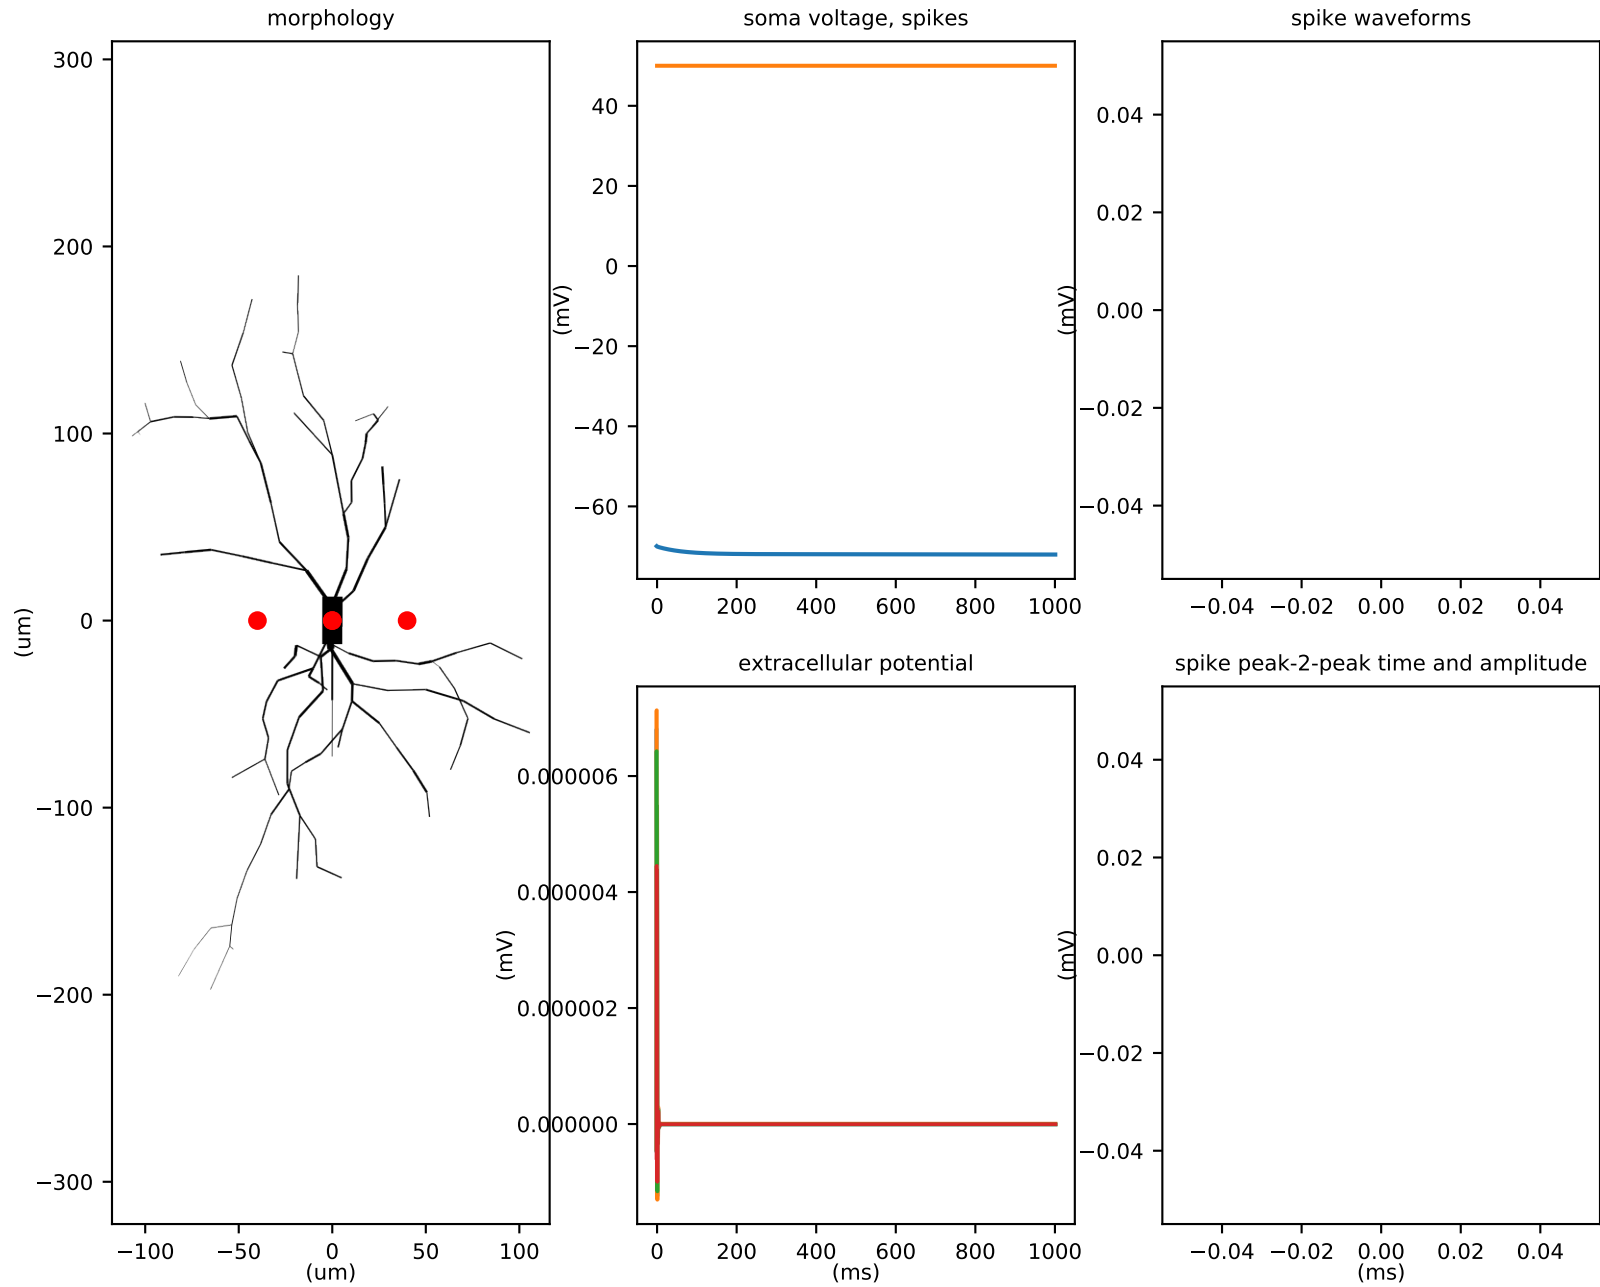 morphology
300
200
100
0
−100
−200
−300
(um)
−100 −50 0 50 100
(um)
soma voltage, spikes
40
20
0
−20
−40
−60
(mV)
0 200 400 600 800 1000
spike waveforms
0.04
0.02
0.00
−0.02
−0.04
(mV)
−0.04 −0.02 0.00 0.02 0.04
extracellular potential
0.000006
0.000004
0.000002
0.000000
(mV)
0 200 400 600 800 1000
(ms)
spike peak-2-peak time and amplitude
0.04
0.02
0.00
−0.02
−0.04
(mV)
−0.04 −0.02 0.00 0.02 0.04
(ms)